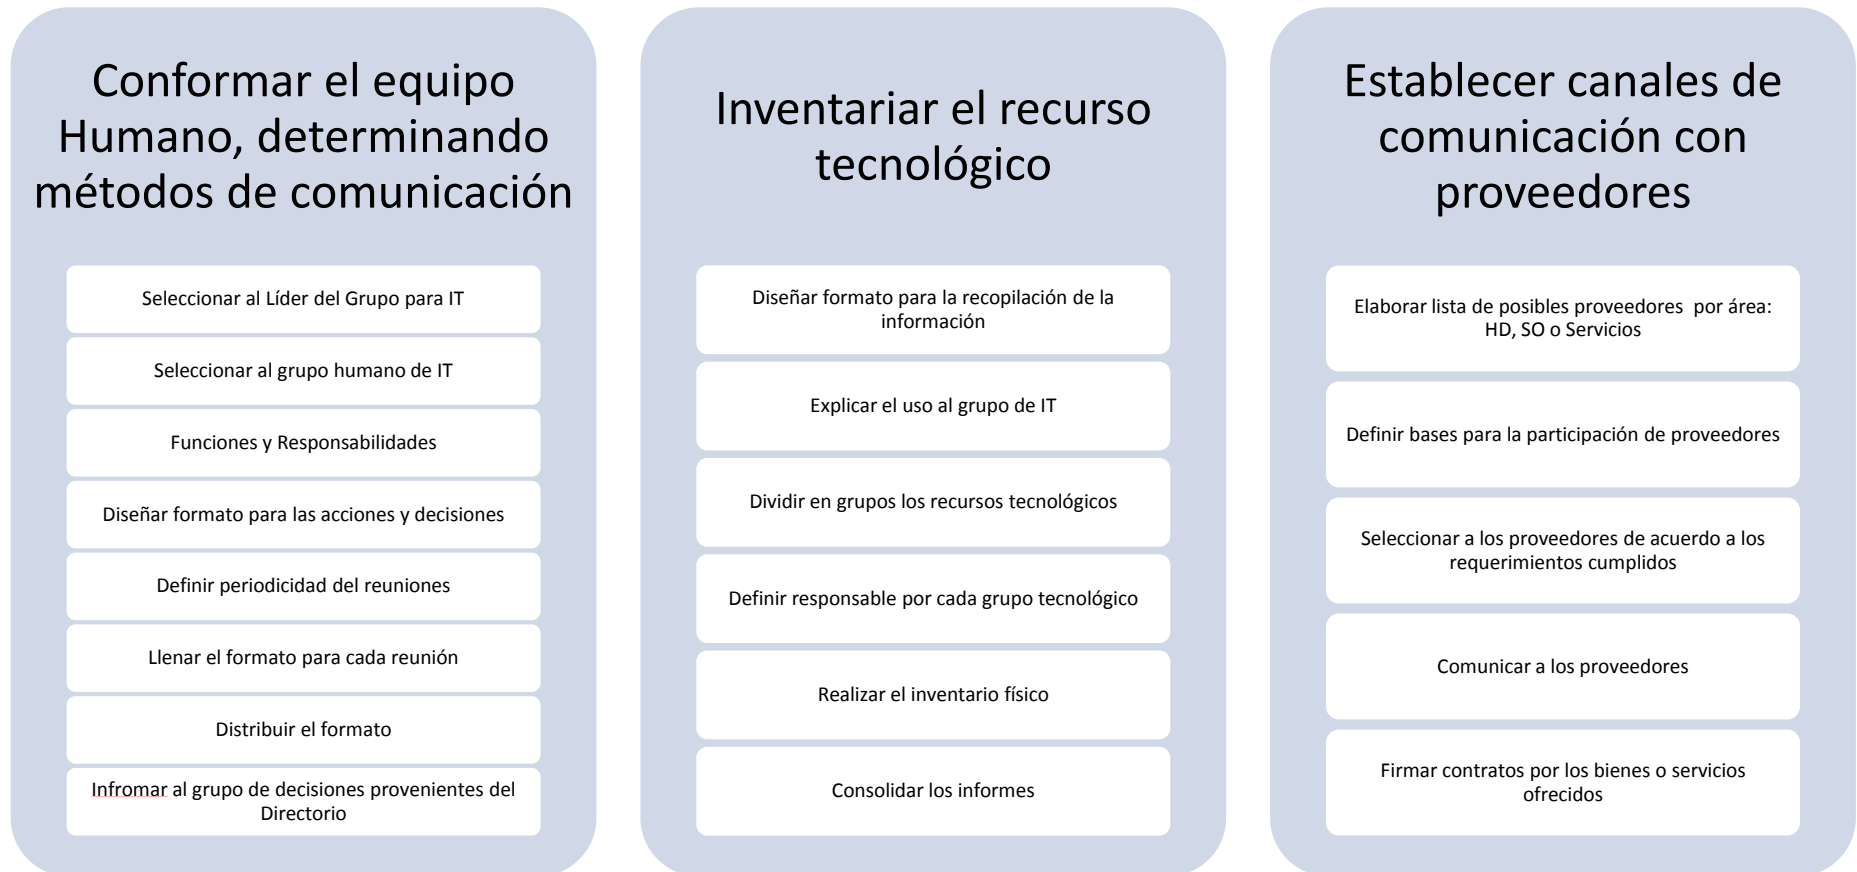 Conformar el equipo
Humano, determinando
métodos de comunicación
Seleccionar al Líder del Grupo para IT
Seleccionar al grupo humano de IT
Funciones y Responsabilidades
Diseñar formato para las acciones y decisiones
Definir periodicidad del reuniones
Llenar el formato para cada reunión
Distribuir el formato
Infromar al grupo de decisiones provenientes del
Directorio
Inventariar el recurso
tecnológico
Diseñar formato para la recopilación de la
información
Explicar el uso al grupo de IT
Dividir en grupos los recursos tecnológicos
Definir responsable por cada grupo tecnológico
Realizar el inventario físico
Consolidar los informes
Establecer canales de
comunicación con
proveedores
Elaborar lista de posibles proveedores  por área:
HD, SO o Servicios
Definir bases para la participación de proveedores
Seleccionar a los proveedores de acuerdo a los
requerimientos cumplidos
Comunicar a los proveedores
Firmar contratos por los bienes o servicios
ofrecidos